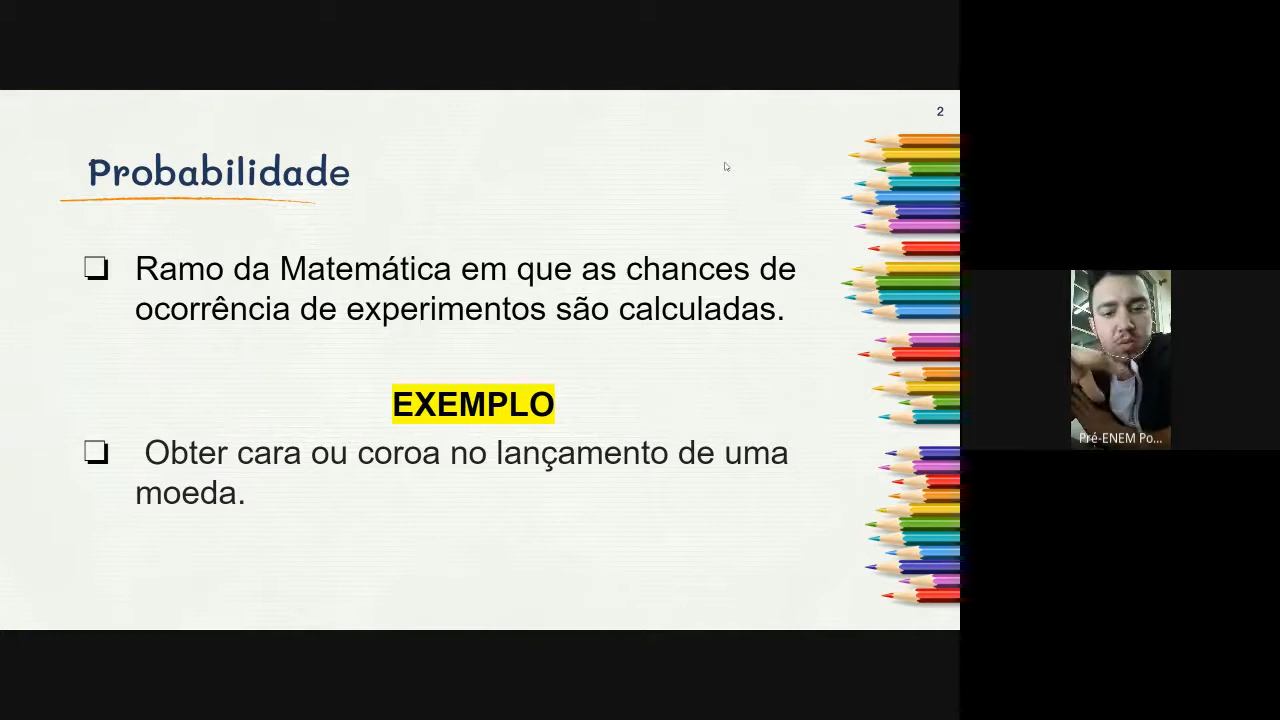 2
Probabilidade
❏ Ramo da Matemática em que as chances de
ocorrência de experimentos são calculadas.
EXEMPLO
❏ Obter cara ou coroa no lançamento de uma
moeda.
Pré-ENEM Po...